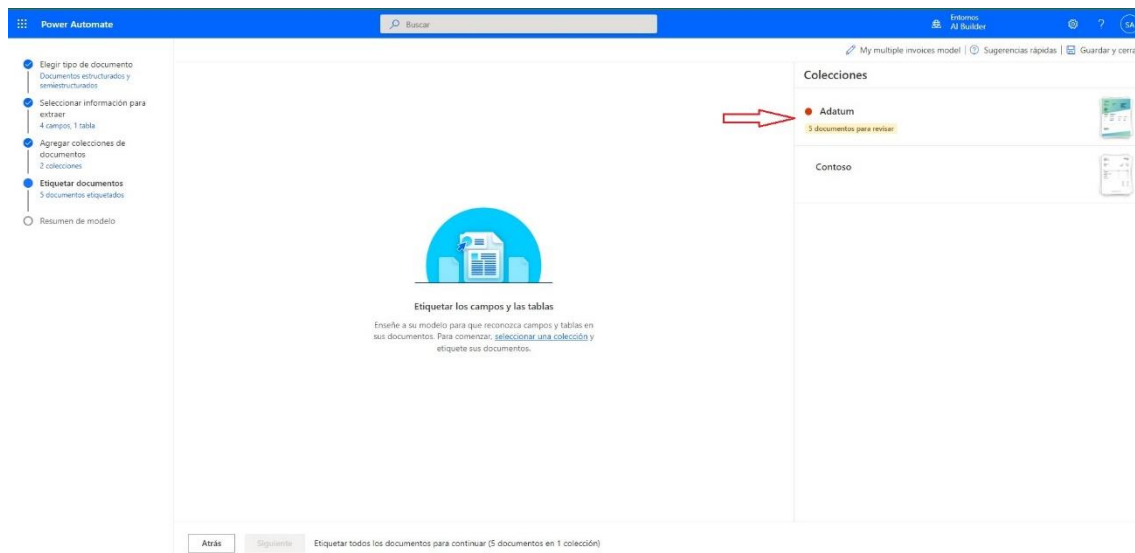 Power Automate
Buscar
Entornos
AI Builder
?
SA
My multiple invoices model | Sugerencias rápidas | Guardar y cerra
Elegir tipo de documento
Documentos estructurados y
semiestructurados
Seleccionar información para
extraer
4 campos, 1 tabla
Agregar colecciones de
documentos
2 colecciones
Etiquetar documentos
5 documentos etiquetados
Resumen de modelo
Colecciones
Adatum
5 documentos para revisar
Contoso
Etiquetar los campos y las tablas
Enseñe a su modelo para que reconozca campos y tablas en
sus documentos. Para comenzar, seleccionar una colección y
etiquete sus documentos.
Atrás
Siguiente
Etiquetar todos los documentos para continuar (5 documentos en 1 colección)